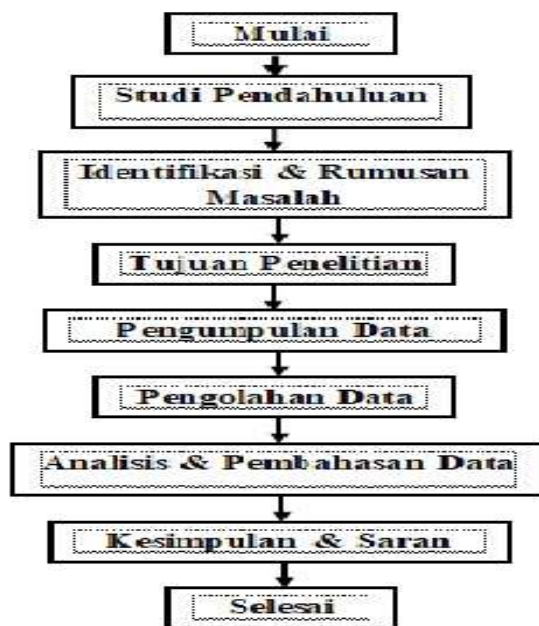 Mulai
Studi Pendahuluan
Identifikasi & Rumusan
Masalah
Tujuan Penelitian
Pengumpulan Data
Pengolahan Data
Analisis & Pembahasan Data
Kesimpulan & Saran
Selesai